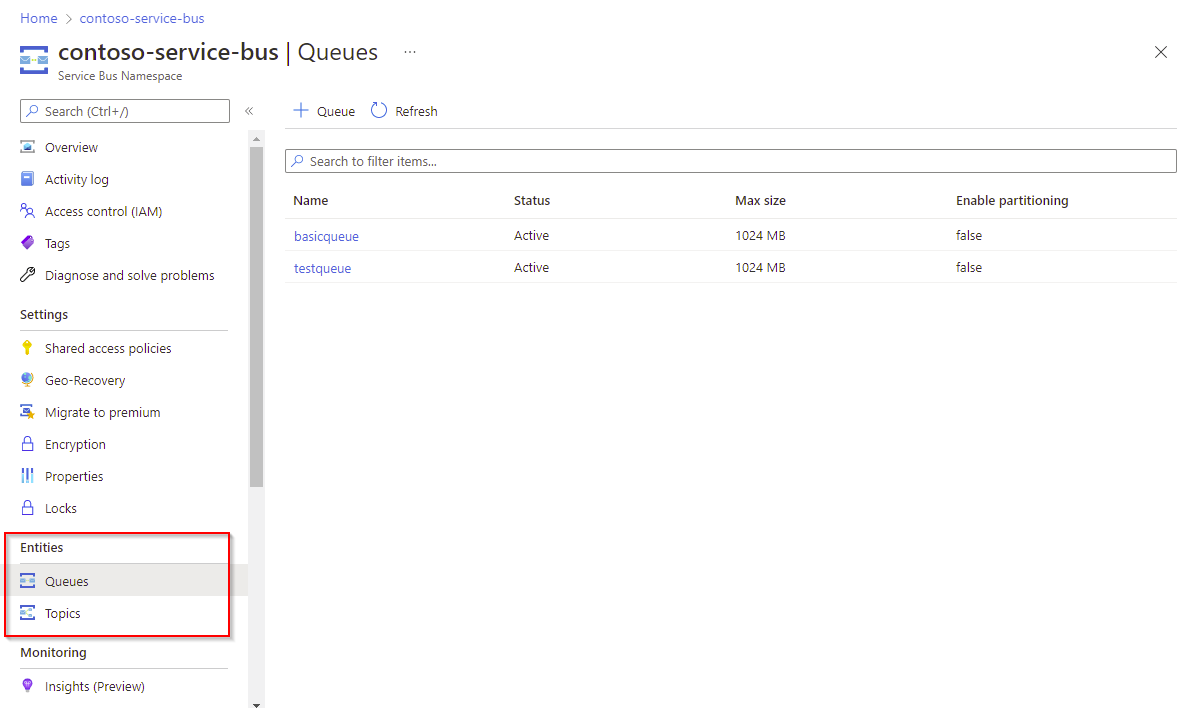 Home > contoso-service-bus
contoso-service-bus | Queues ...
Service Bus Namespace
Search (Ctrl+/)
«
Overview
Activity log
Access control (IAM)
Tags
Diagnose and solve problems
Settings
Shared access policies
Geo-Recovery
Migrate to premium
Encryption
Properties
Locks
Entities
Queues
Topics
Monitoring
Insights (Preview)
+ Queue Refresh
Search to filter items...
Name Status Max size Enable partitioning
basicqueue Active 1024 MB false
testqueue Active 1024 MB false